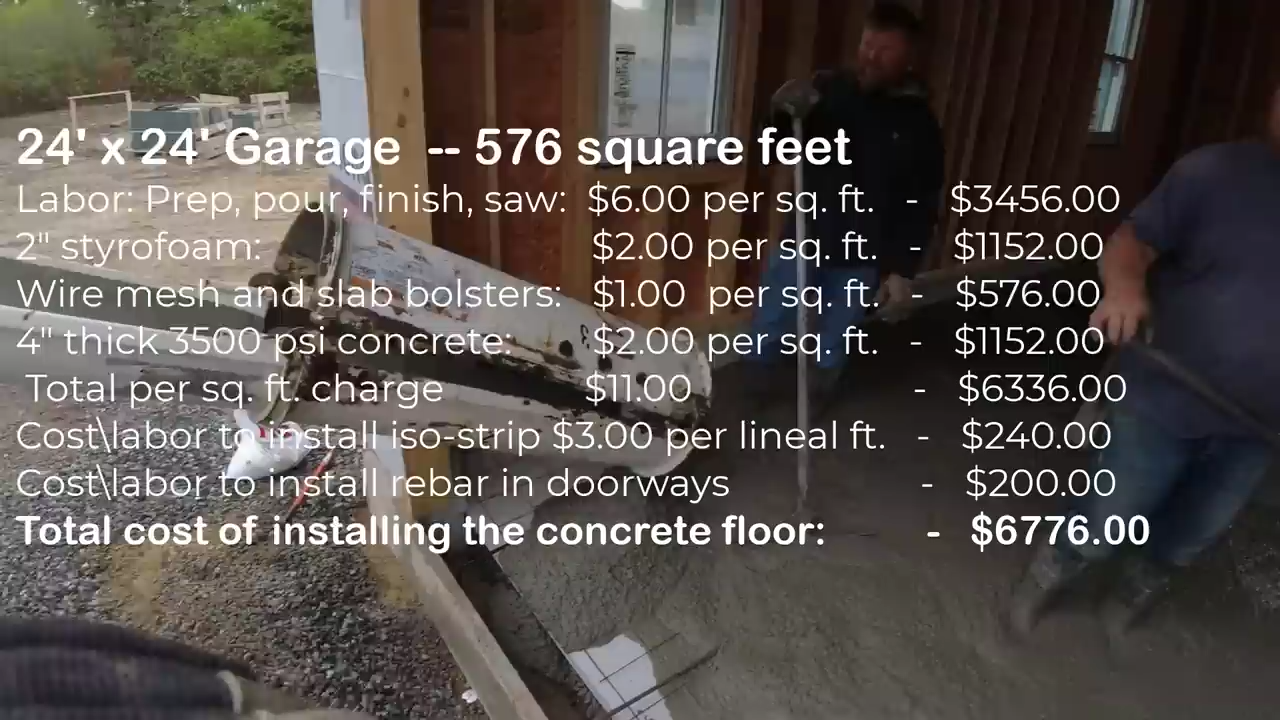 24' x 24' Garage -- 576 square feet
Labor: Prep, pour, finish, saw: $6.00 per sq. ft. - $3456.00
2" styrofoam: $2.00 per sq. ft. - $1152.00
Wire mesh and slab bolsters: $1.00 per sq. ft. - $576.00
4" thick 3500 psi concrete: $2.00 per sq. ft. - $1152.00
Total per sq. ft. charge $11.00 - $6336.00
Cost\labor to install iso-strip $3.00 per lineal ft. - $240.00
Cost\labor to install rebar in doorways - $200.00
Total cost of installing the concrete floor: - $6776.00